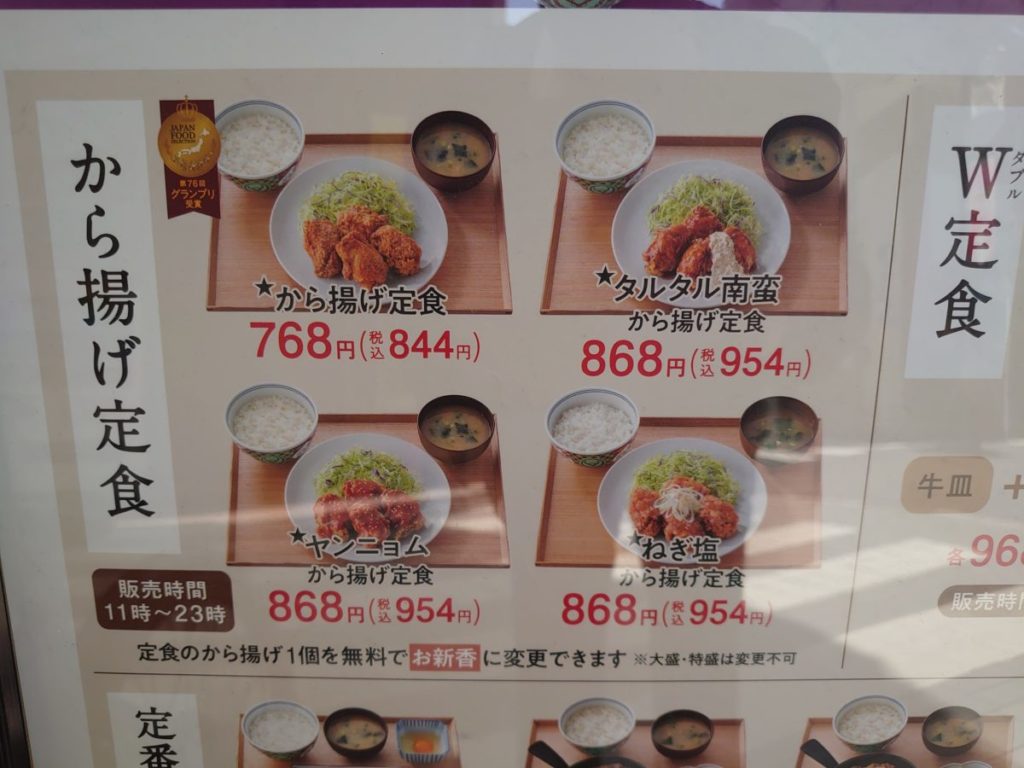 から揚げ定食
JAPAN
FOOD
SELECTION
第76回
グランプリ
受賞
★から揚げ定食
768円(税込844円)
★タルタル南蛮
から揚げ定食
868円(税込954円)
★ヤンニョム
から揚げ定食
868円(税込954円)
★ねぎ塩
から揚げ定食
868円(税込954円)
販売時間
11時～23時
定食のから揚げ1個を無料でお新香に変更できます ※大盛・特盛は変更不可
W定食
ダブル
牛皿 +
各96
販売時間
定番